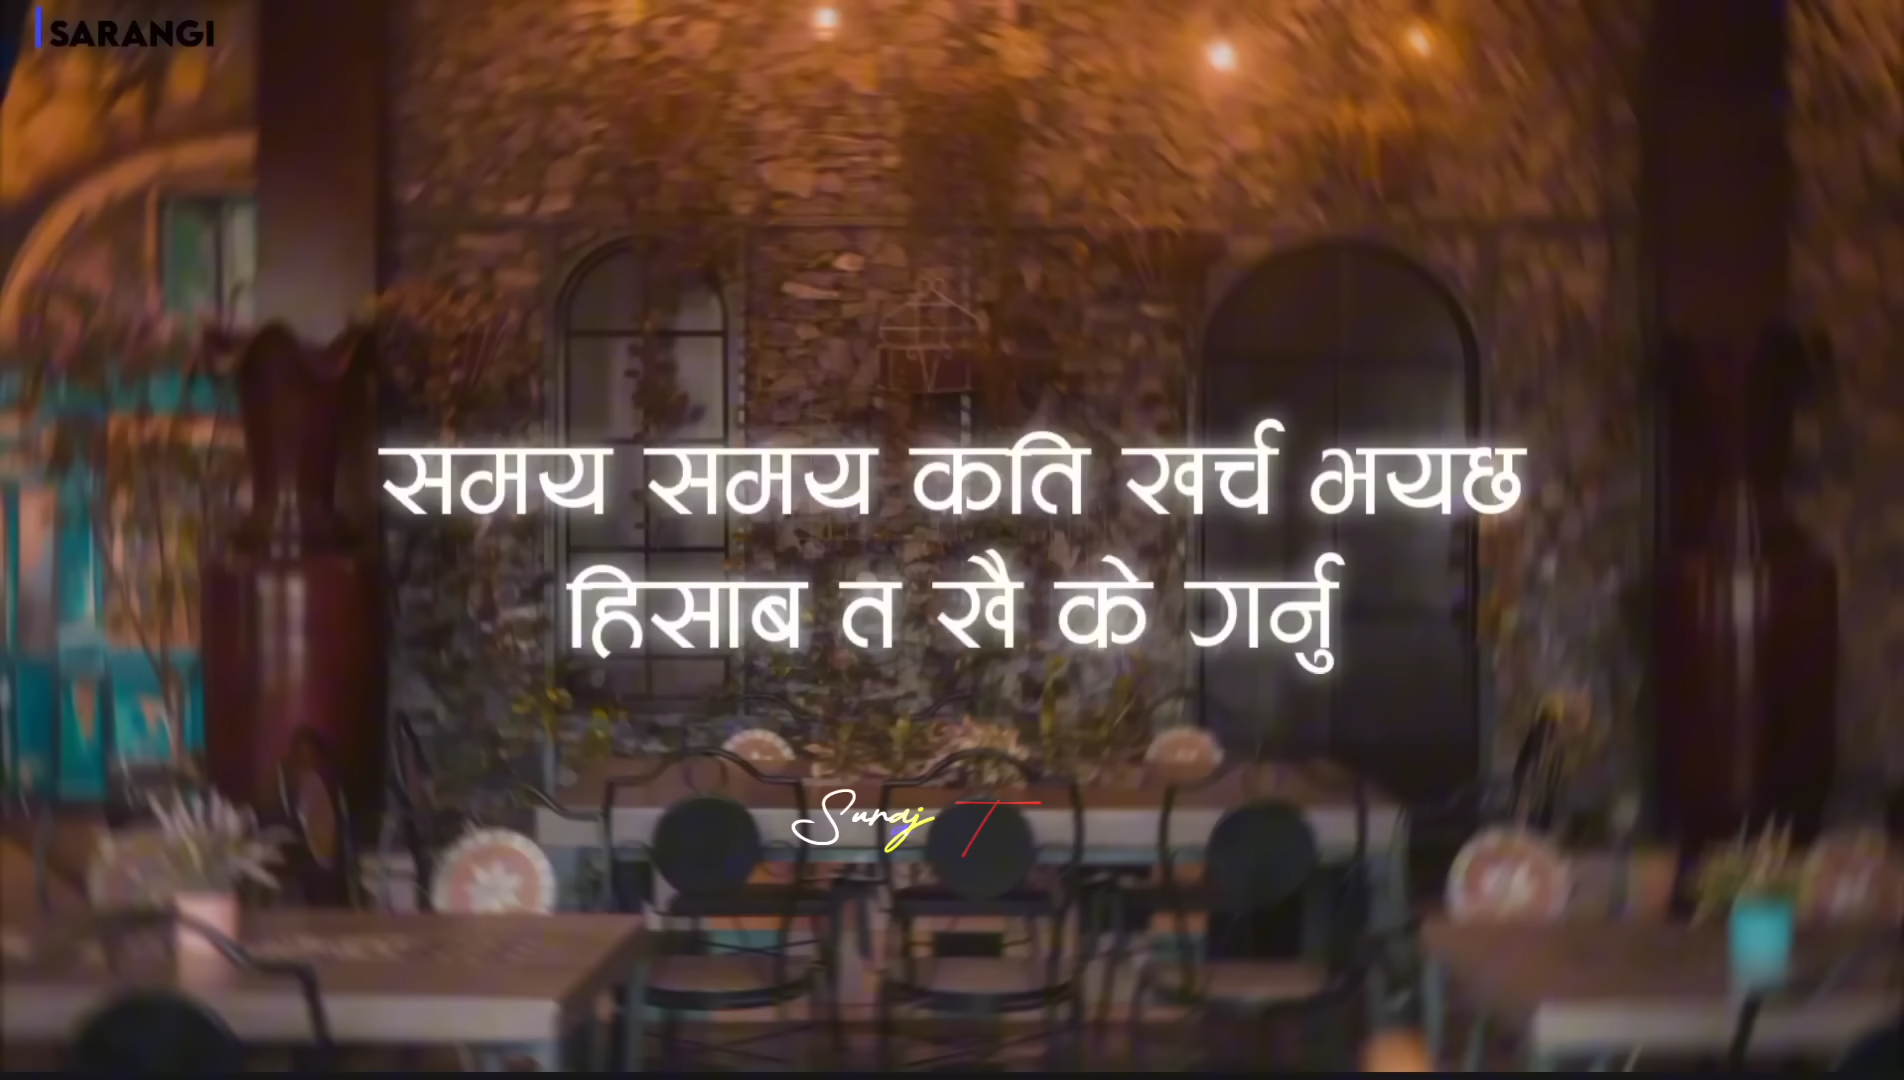 SARANGI
समय समय कति खर्च भयछ
हिसाब त खै के गर्नु
Suraj T